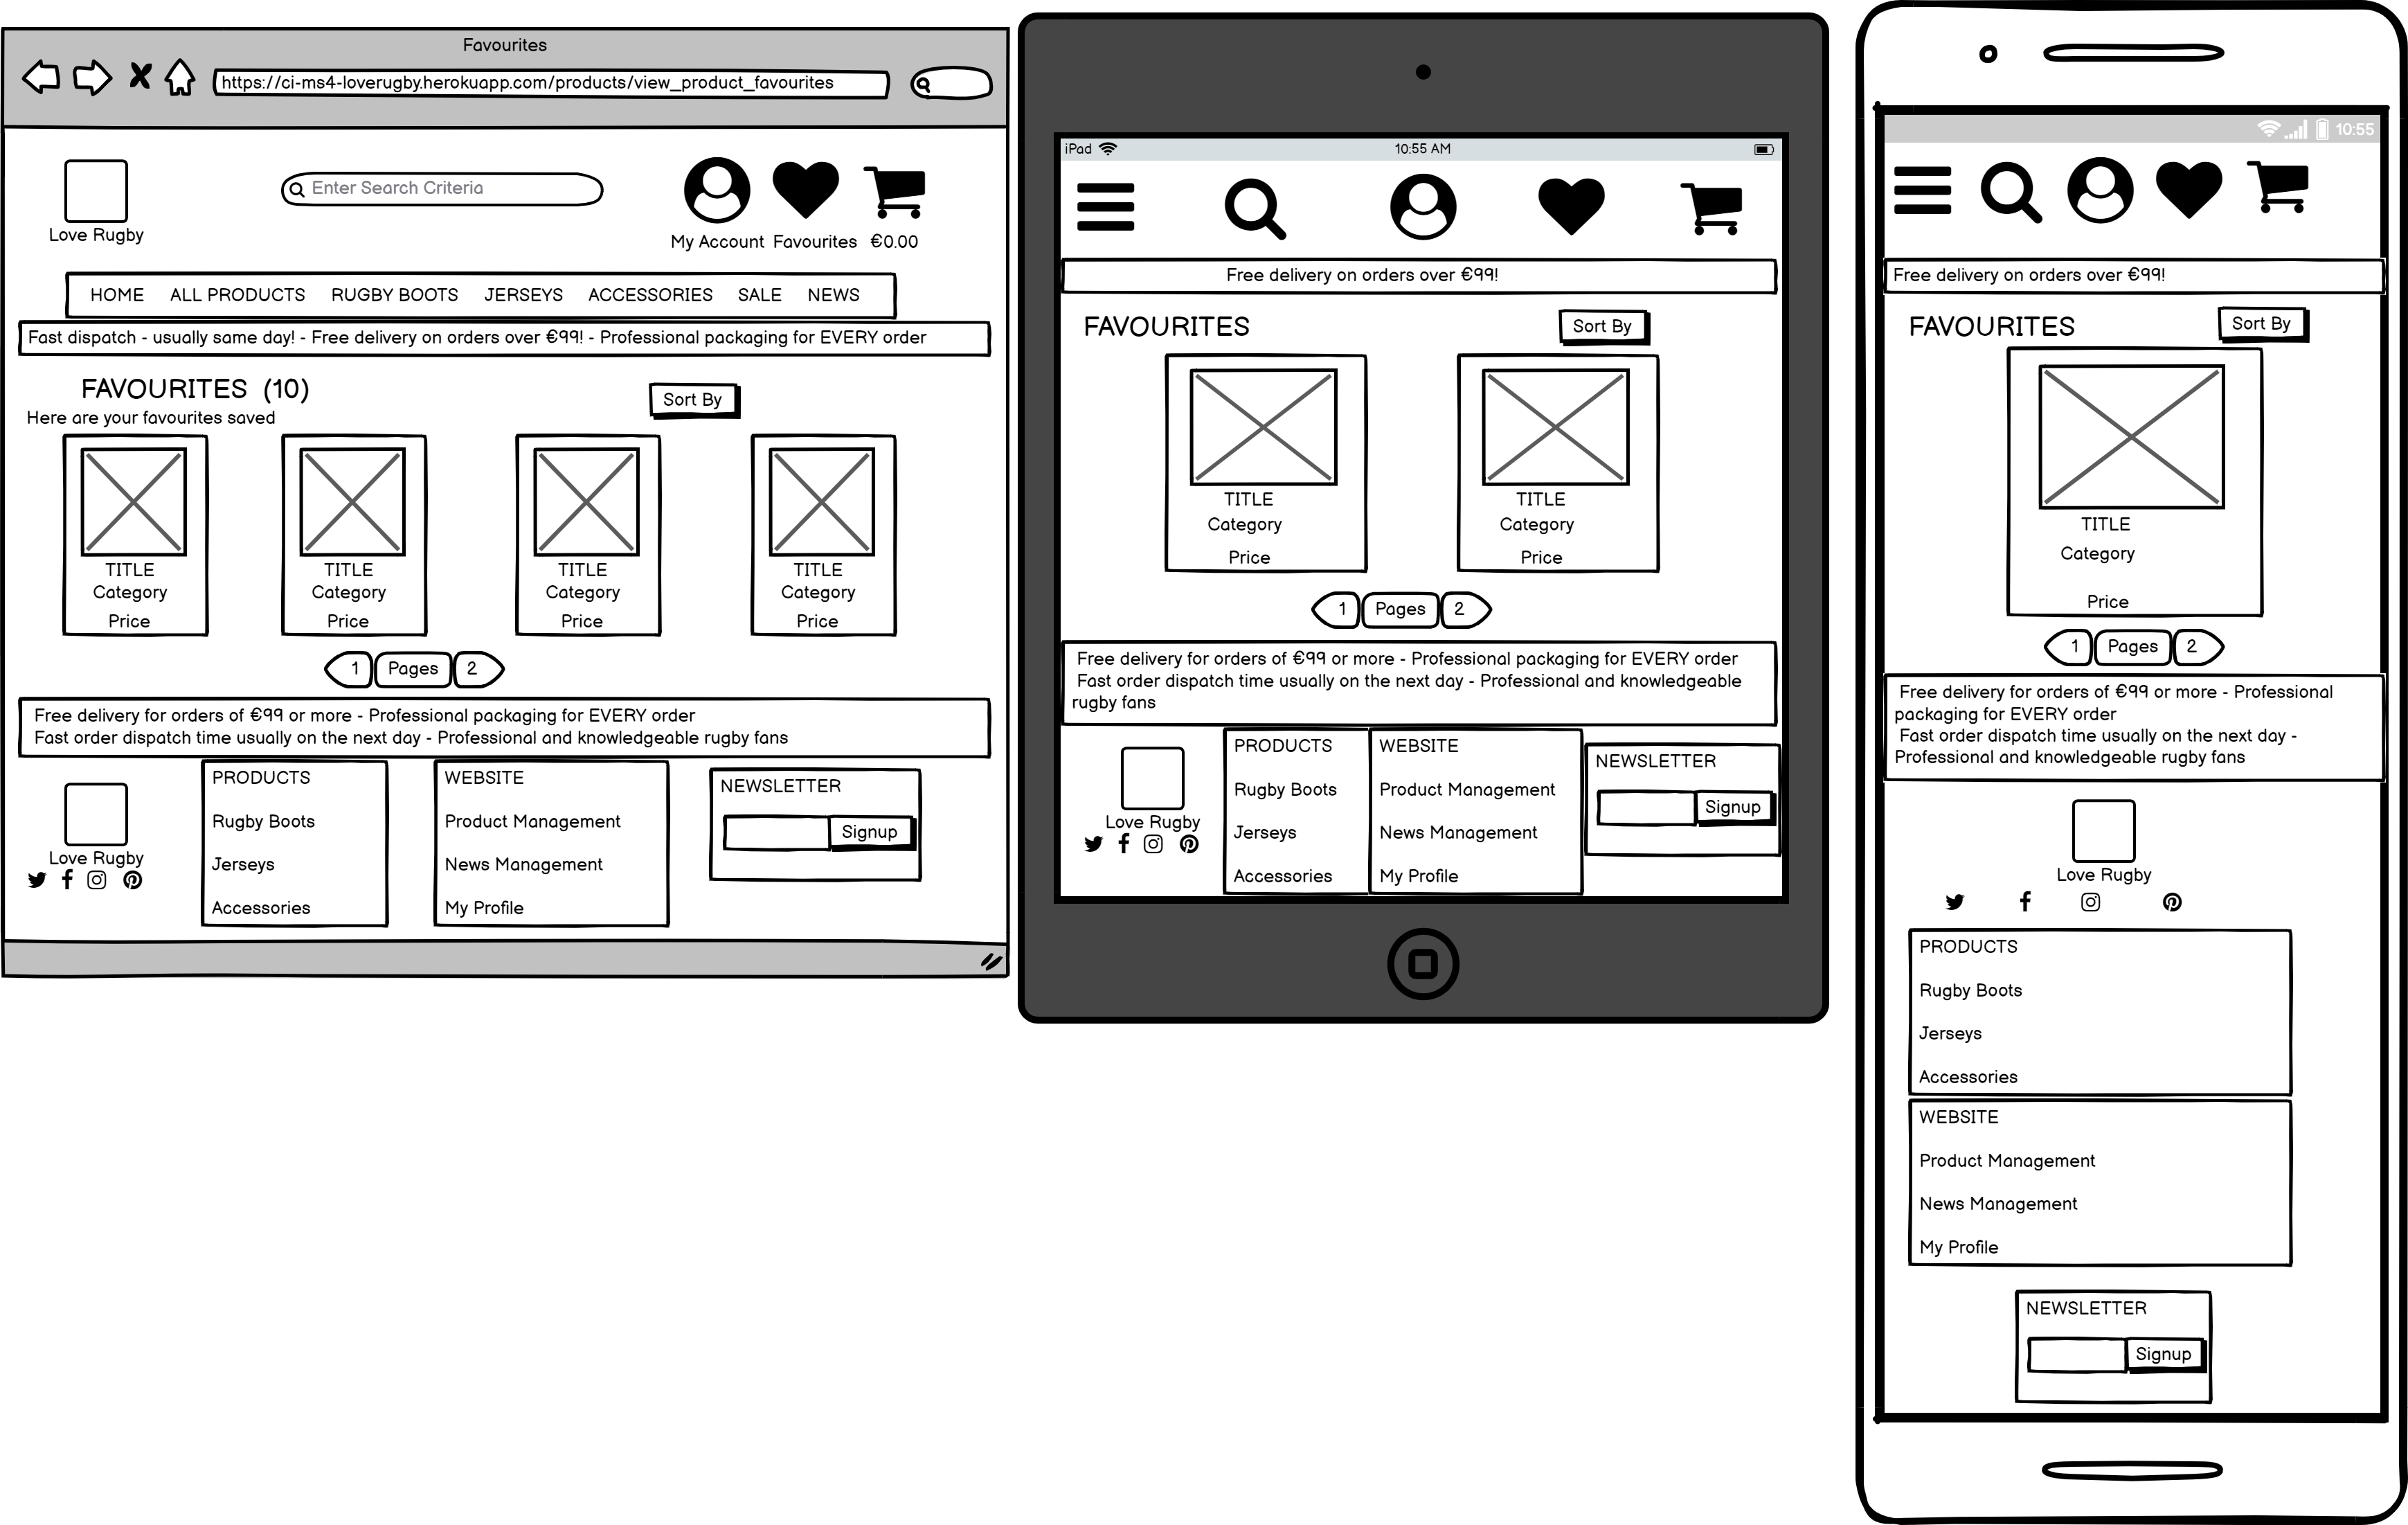 Favourites
https://ci-ms4-loverugby.herokuapp.com/products/view_product_favourites
Enter Search Criteria
Love Rugby
My Account Favourites €0.00
HOME ALL PRODUCTS RUGBY BOOTS JERSEYS ACCESSORIES SALE NEWS
Fast dispatch - usually same day! - Free delivery on orders over €99! - Professional packaging for EVERY order
FAVOURITES (10)
Sort By
Here are your favourites saved
TITLE TITLE TITLE TITLE
Category Category Category Category
Price Price Price Price
1 Pages 2
Free delivery for orders of €99 or more - Professional packaging for EVERY order
Fast order dispatch time usually on the next day - Professional and knowledgeable rugby fans
Love Rugby
PRODUCTS
Rugby Boots
Jerseys
Accessories
WEBSITE
Product Management
News Management
My Profile
NEWSLETTER
Signup
iPad 10:55 AM
Free delivery on orders over €99!
FAVOURITES
Sort By
TITLE TITLE
Category Category
Price Price
1 Pages 2
Free delivery for orders of €99 or more - Professional packaging for EVERY order
Fast order dispatch time usually on the next day - Professional and knowledgeable
rugby fans
Love Rugby
PRODUCTS
Rugby Boots
Jerseys
Accessories
WEBSITE
Product Management
News Management
My Profile
NEWSLETTER
Signup
10:55
Free delivery on orders over €99!
FAVOURITES
Sort By
TITLE
Category
Price
1 Pages 2
Free delivery for orders of €99 or more - Professional
packaging for EVERY order
Fast order dispatch time usually on the next day -
Professional and knowledgeable rugby fans
Love Rugby
PRODUCTS
Rugby Boots
Jerseys
Accessories
WEBSITE
Product Management
News Management
My Profile
NEWSLETTER
Signup